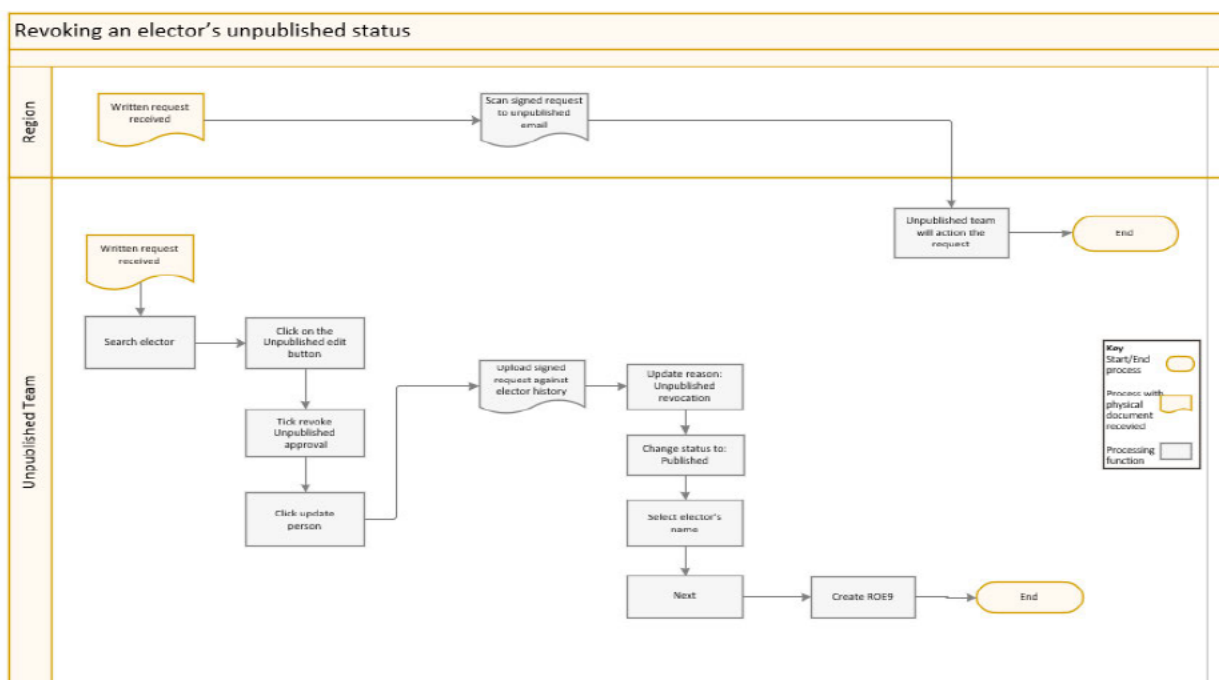 Revoking an elector's unpublished status
Region
Written request
received
Scan signed request
to unpublished
email
Unpublished Team
Unpublished team
will action the
request
End
Written request
received
Search elector
Click on the
Unpublished edit
button
Tick revoke
Unpublished
approval
Click update
person
Upload signed
request against
elector history
Update reason:
Unpublished
revocation
Change status to:
Published
Select elector's
name
Next
Create ROE9
End
Key
Start/End
process
Process with
physical
document
recevied
Processing
function